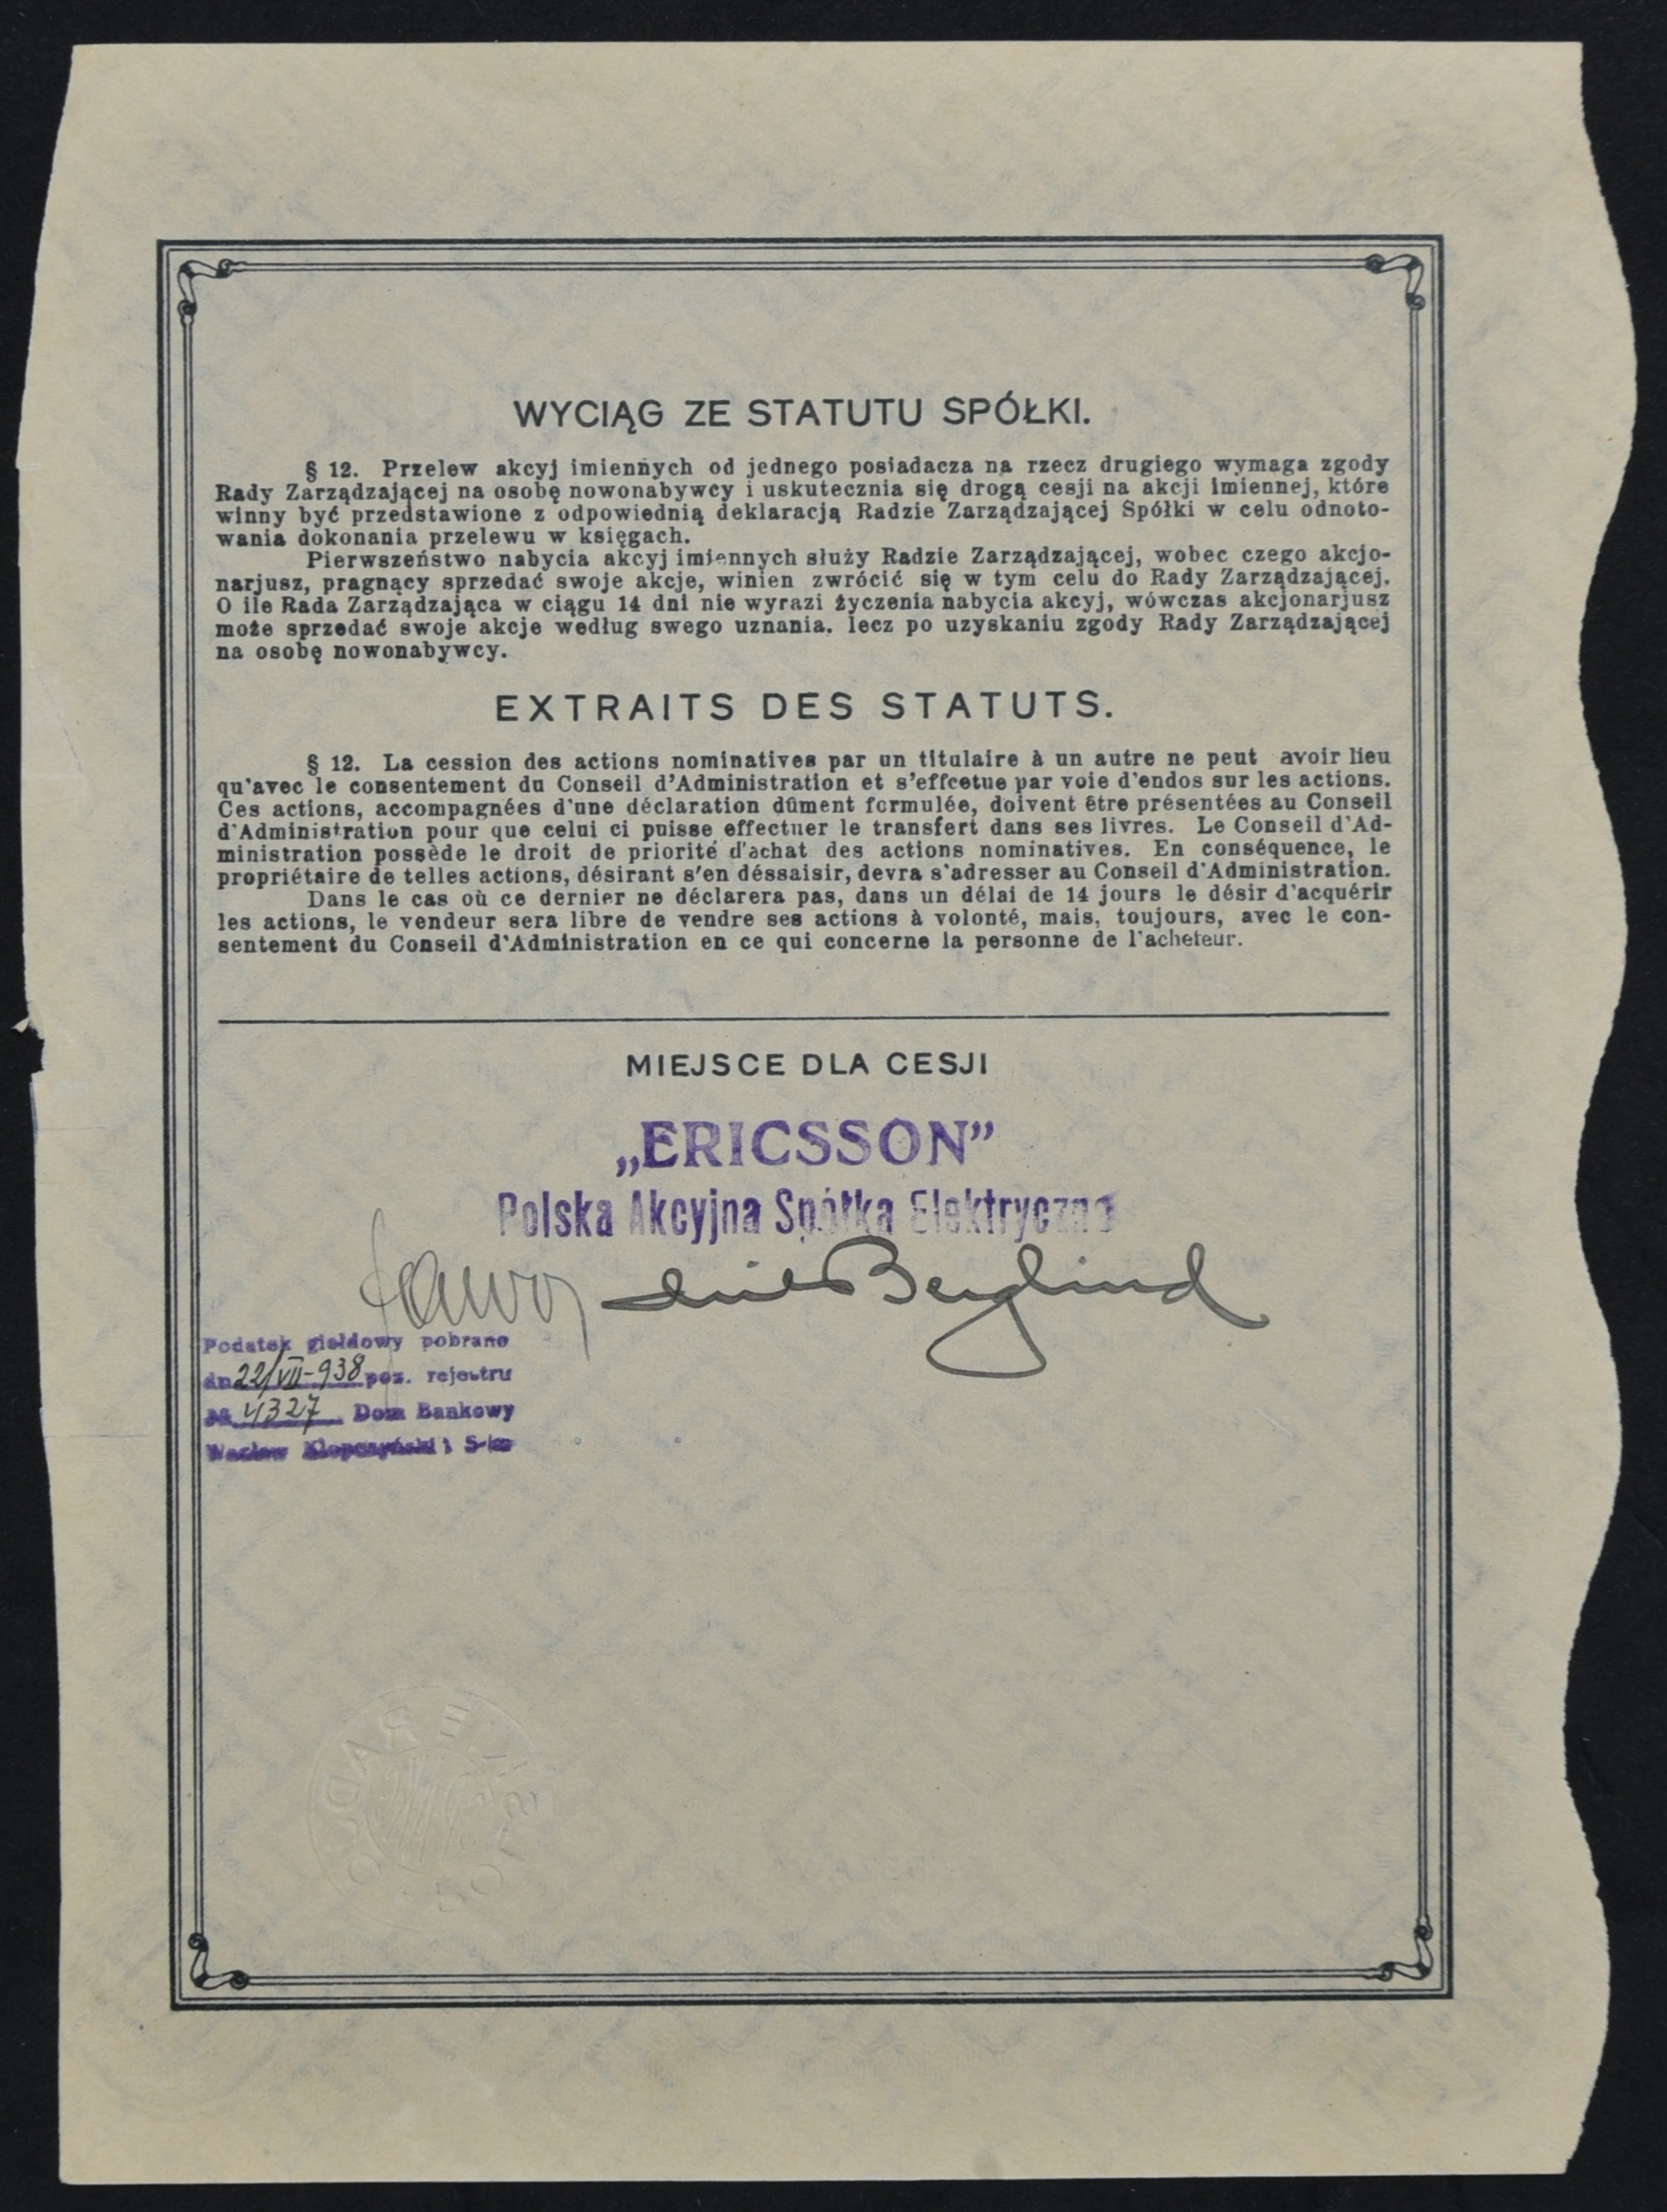 WYCIĄG ZE STATUTU SPÓŁKI.
§ 12. Przelew akcyj imiennych od jednego posiadacza na rzecz drugiego wymaga zgody
Rady Zarządzającej na osobę nowonabywcy i uskutecznia się drogą cesji na akcji imiennej, które
winny być przedstawione z odpowiednią deklaracją Radzie Zarządzającej Spółki w celu odnoto-
wania dokonania przelewu w księgach.
Pierwszeństwo nabycia akcyj imiennych służy Radzie Zarządzającej, wobec czego akcjo-
narjusz, pragnący sprzedać swoje akcje, winien zwrócić się w tym celu do Rady Zarządzającej.
O ile Rada Zarządzająca w ciągu 14 dni nie wyrazi życzenia nabycia akcyj, wówczas akcjonarjusz
może sprzedać swoje akcje według swego uznania. lecz po uzyskaniu zgody Rady Zarządzającej
na osobę nowonabywcy.
EXTRAITS DES STATUTS.
§ 12. La cession des actions nominatives par un titulaire à un autre ne peut avoir lieu
qu'avec le consentement du Conseil d'Administration et s'effcetue par voie d'endos sur les actions.
Ces actions, accompagnées d'une déclaration dûment formulée, doivent être présentées au Conseil
d'Administration pour que celui ci puisse effectuer le transfert dans ses livres. Le Conseil d'Ad-
ministration possède le droit de priorité d'achat des actions nominatives. En conséquence, le
propriétaire de telles actions, désirant s'en déssaisir, devra s'adresser au Conseil d'Administration.
Dans le cas où ce dernier ne déclarera pas, dans un délai de 14 jours le désir d'acquérir
les actions, le vendeur sera libre de vendre ses actions à volonté, mais, toujours, avec le con-
sentement du Conseil d'Administration en ce qui concerne la personne de l'acheteur.
MIEJSCE DLA CESJI
„ERICSSON”
Polska Akcyjna Spółka Elektryczna
Berglind
Podatek giełdowy pobrano
dn 22/VII-938 poz. rejestru
№ 4327 Dom Bankowy
Wacław i S-ka